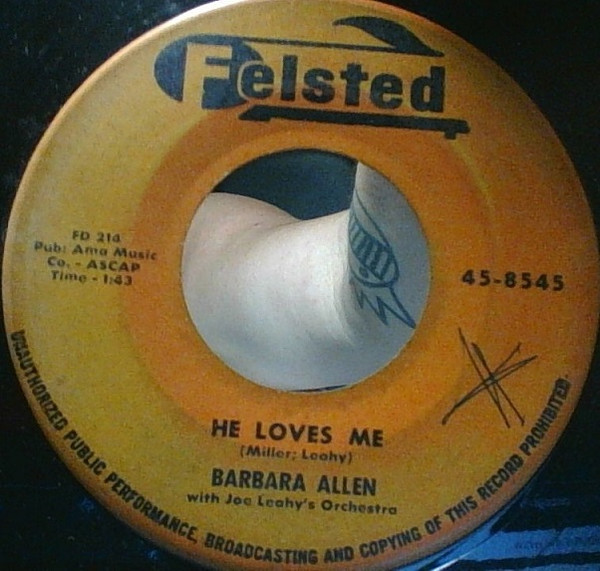 Felsted
FD 214
Pub: Ama Music
Co. - ASCAP
Time - 1:43
45-8545
HE LOVES ME
(Miller; Leahy)
BARBARA ALLEN
with Joe Leahy's Orchestra
UNAUTHORIZED PUBLIC PERFORMANCE, BROADCASTING AND COPYING OF THIS RECORD PROHIBITED.